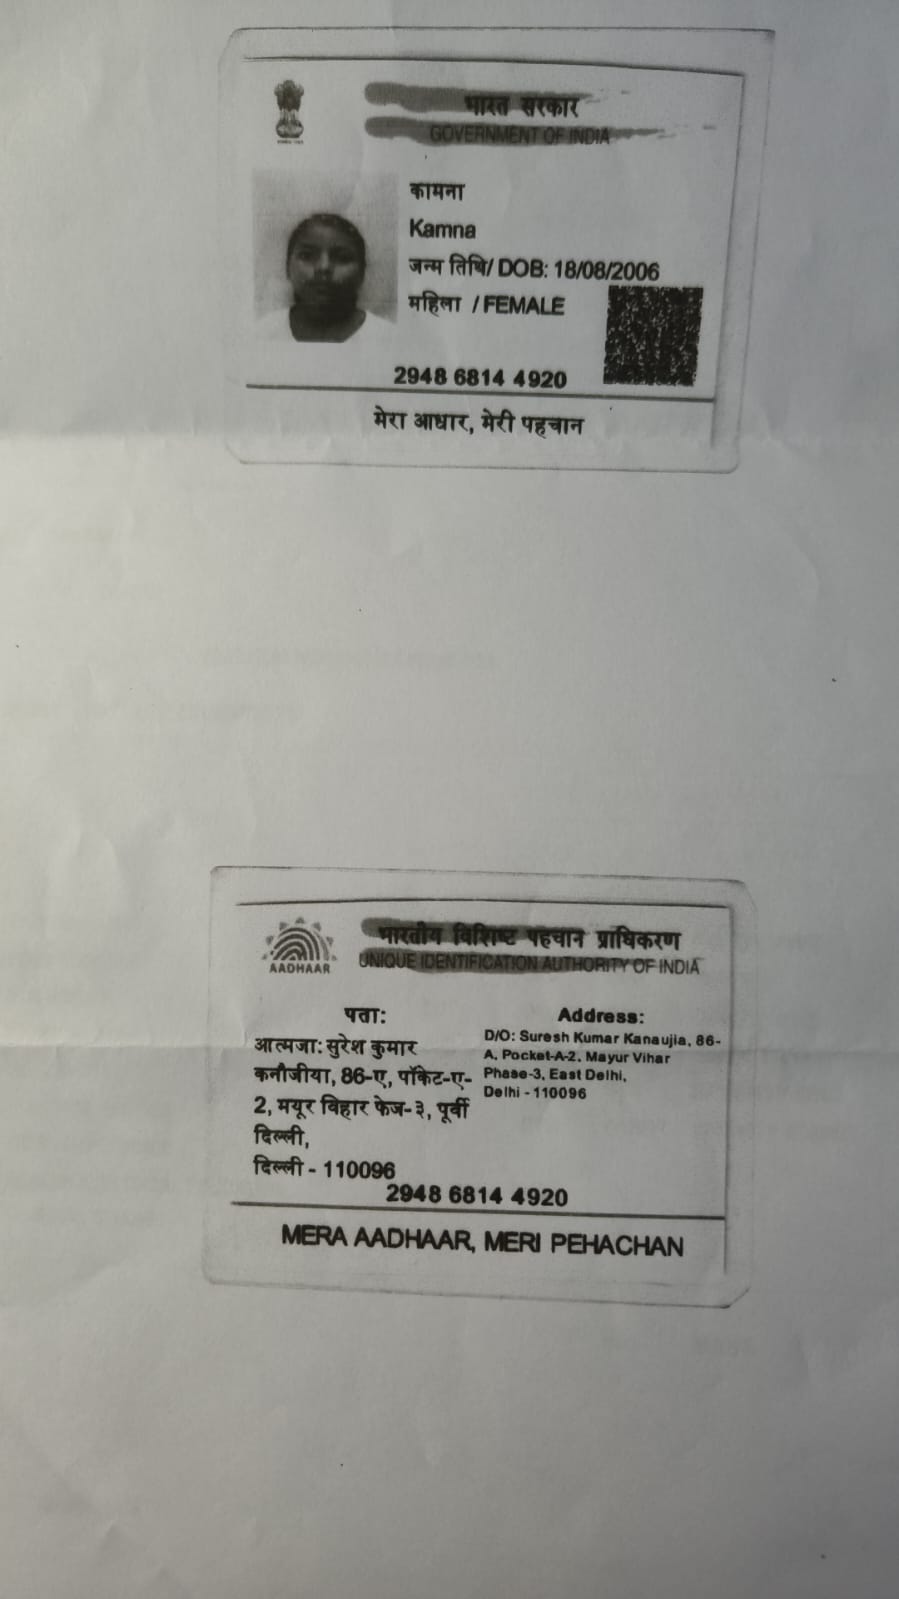 भारत सरकार
GOVERNMENT OF INDIA
कामना
Kamna
जन्म तिथि/ DOB: 18/08/2006
महिला / FEMALE
2948 6814 4920
मेरा आधार, मेरी पहचान
भारतीय विशिष्ट पहचान प्राधिकरण
UNIQUE IDENTIFICATION AUTHORITY OF INDIA
AADHAAR
पता:
आत्मजा: सुरेश कुमार
कनौजीया, 86-ए, पॉकेट-ए-
2, मयूर विहार फेज-३, पूर्वी
दिल्ली,
दिल्ली - 110096
Address:
D/O: Suresh Kumar Kanaujia, 86-
A, Pocket-A-2, Mayur Vihar
Phase-3, East Delhi,
Delhi - 110096
2948 6814 4920
MERA AADHAAR, MERI PEHACHAN